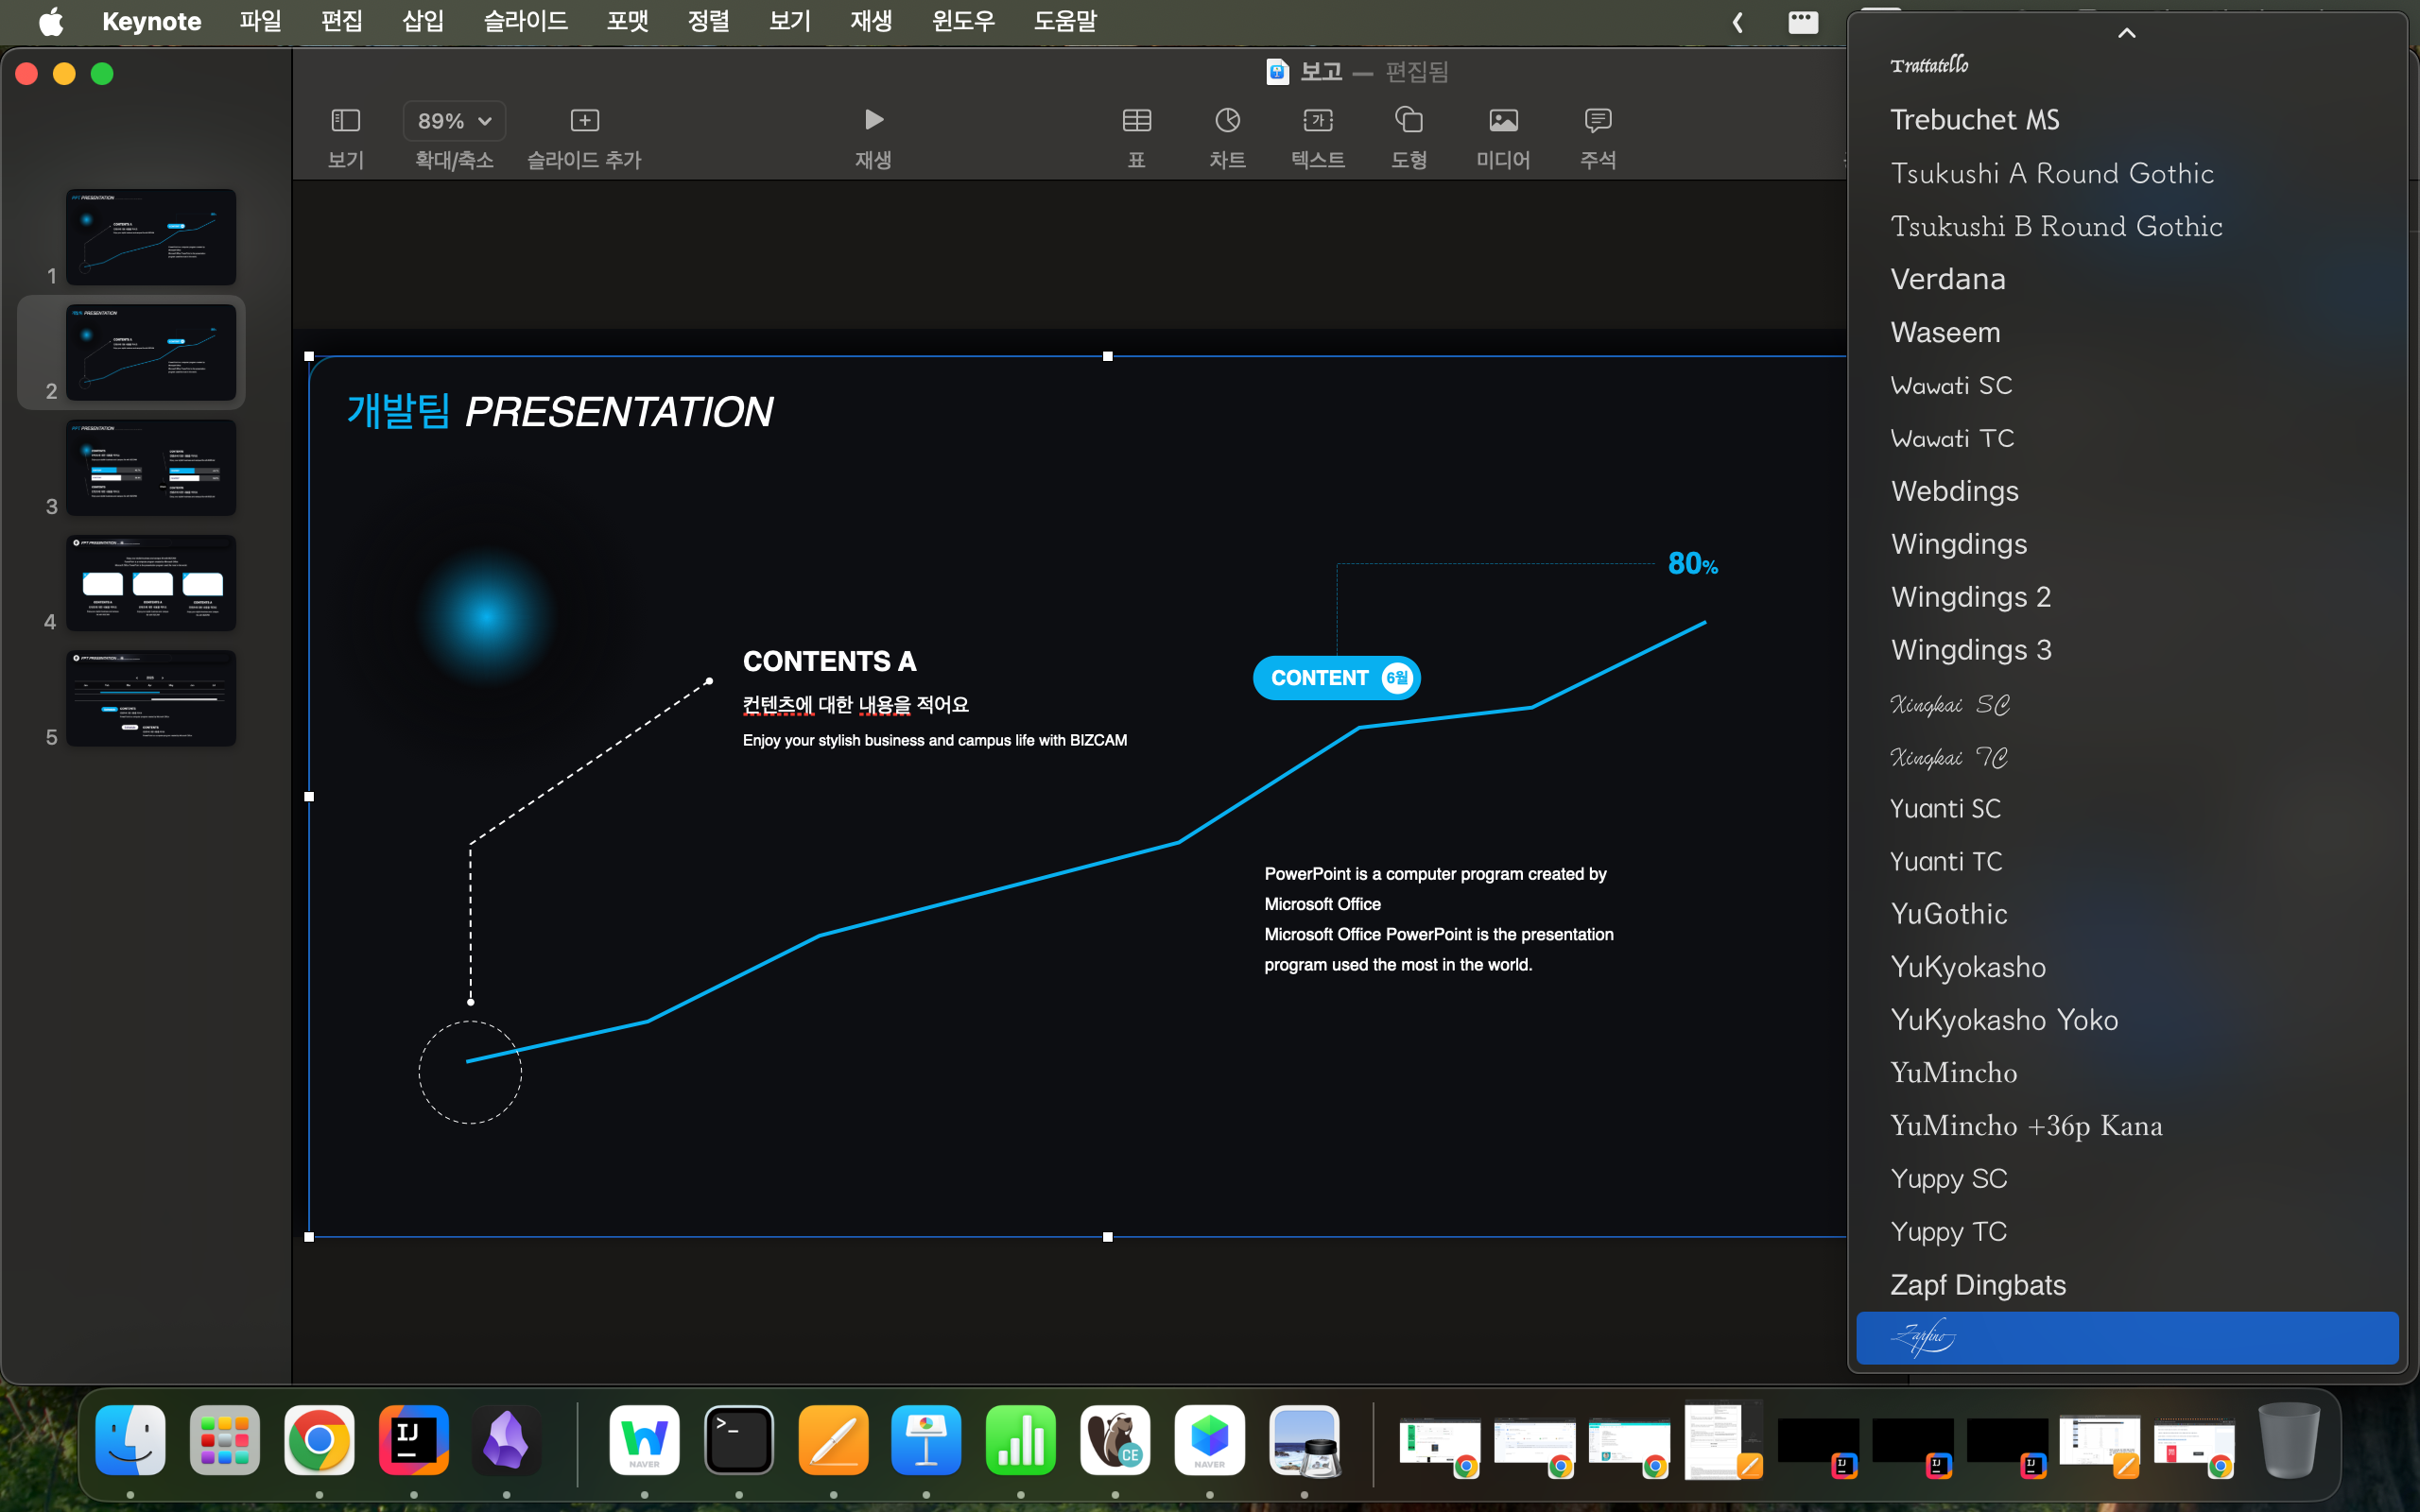 Keynote 파일 편집 삽입 슬라이드 포맷 정렬 보기 재생 윈도우 도움말
보고 — 편집됨
89%
보기 확대/축소 슬라이드 추가 재생 표 차트 텍스트 도형 미디어 주석
1
2
3
4
5
개발팀 PRESENTATION
80%
CONTENTS A
컨텐츠에 대한 내용을 적어요
Enjoy your stylish business and campus life with BIZCAM
CONTENT 6월
PowerPoint is a computer program created by
Microsoft Office
Microsoft Office PowerPoint is the presentation
program used the most in the world.
Trattatello
Trebuchet MS
Tsukushi A Round Gothic
Tsukushi B Round Gothic
Verdana
Waseem
Wawati SC
Wawati TC
Webdings
Wingdings
Wingdings 2
Wingdings 3
Xingkai SC
Xingkai TC
Yuanti SC
Yuanti TC
YuGothic
YuKyokasho
YuKyokasho Yoko
YuMincho
YuMincho +36p Kana
Yuppy SC
Yuppy TC
Zapf Dingbats
Zapfino
IJ
NAVER
>_
CE
NAVER